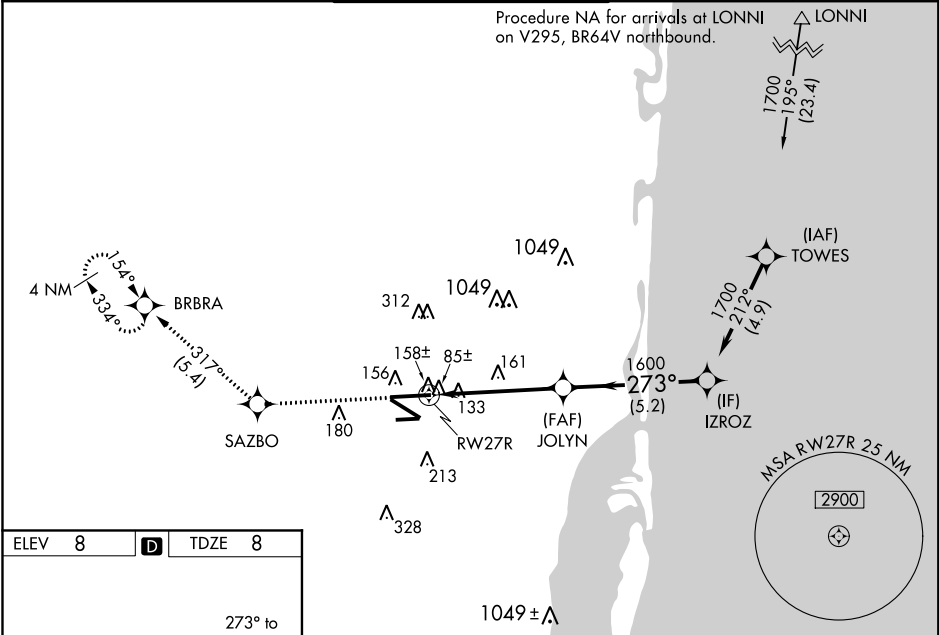 Procedure NA for arrivals at LONNI
on V295, BR64V northbound.
LONNI
1700
195°
(23.4)
(IAF)
TOWES
1700
212°
(4.9)
1049
1049
312
4 NM
154°
334°
BRBRA
317°
(5.4)
158±
85±
161
156
133
1600
273°
(5.2)
(IF)
IZROZ
(FAF)
JOLYN
SAZBO
180
RW27R
213
328
MSA RW27R 25 NM
2900
ELEV 8
D
TDZE 8
273° to
1049±